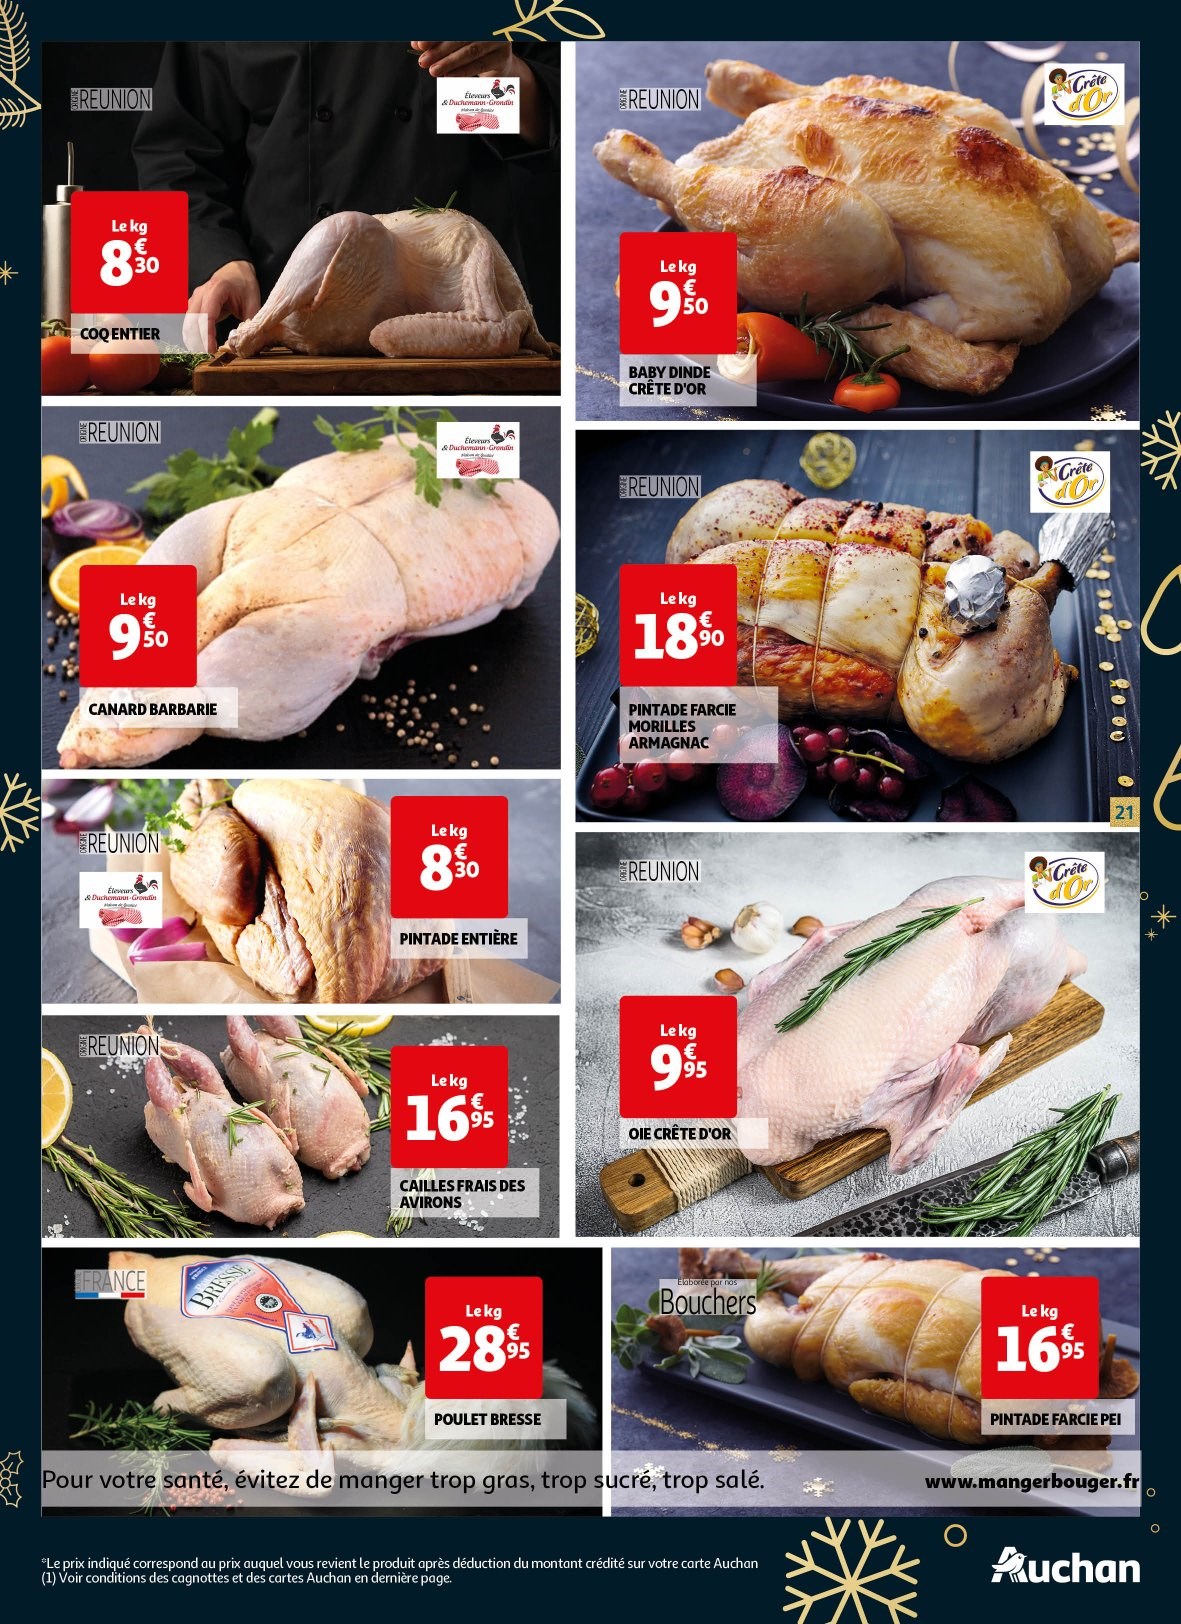 ORIGINE REUNION
Éleveurs
& Duchemann-Grondin
Le kg
8€30
COQ ENTIER
ORIGINE REUNION
Crête
d'Or
Le kg
9€50
BABY DINDE
CRÊTE D'OR
ORIGINE REUNION
Éleveurs
& Duchemann-Grondin
Le kg
9€50
CANARD BARBARIE
ORIGINE REUNION
Crête
d'Or
Le kg
18€90
PINTADE FARCIE
MORILLES
ARMAGNAC
21
ORIGINE REUNION
Éleveurs
& Duchemann-Grondin
Le kg
8€30
PINTADE ENTIÈRE
ORIGINE REUNION
Crête
d'Or
Le kg
9€95
OIE CRÊTE D'OR
ORIGINE REUNION
Le kg
16€95
CAILLES FRAIS DES
AVIRONS
FRANCE
BRESSE
Le kg
28€95
POULET BRESSE
Élaborée par nos
Bouchers
Le kg
16€95
PINTADE FARCIE PEI
Pour votre santé, évitez de manger trop gras, trop sucré, trop salé. www.mangerbouger.fr
*Le prix indiqué correspond au prix auquel vous revient le produit après déduction du montant crédité sur votre carte Auchan
(1) Voir conditions des cagnottes et des cartes Auchan en dernière page.
Auchan